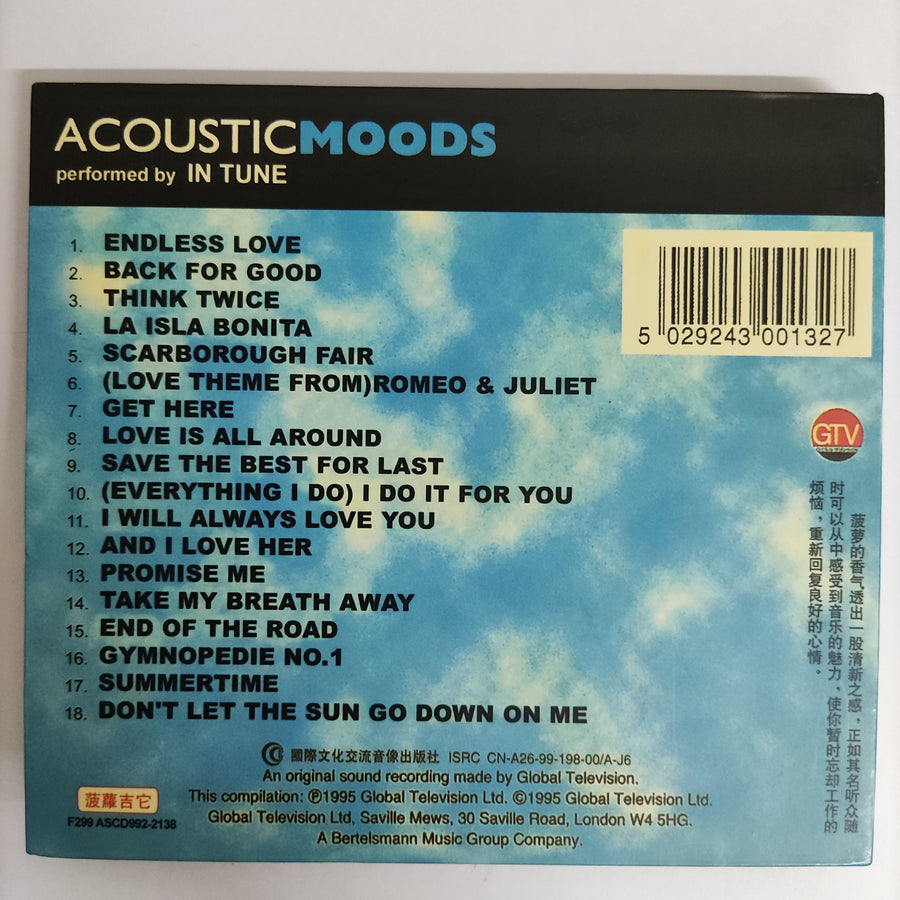 ACOUSTICMOODS
performed by IN TUNE
1. ENDLESS LOVE
2. BACK FOR GOOD
3. THINK TWICE
4. LA ISLA BONITA
5. SCARBOROUGH FAIR
6. (LOVE THEME FROM)ROMEO & JULIET
7. GET HERE
8. LOVE IS ALL AROUND
9. SAVE THE BEST FOR LAST
10. (EVERYTHING I DO) I DO IT FOR YOU
11. I WILL ALWAYS LOVE YOU
12. AND I LOVE HER
13. PROMISE ME
14. TAKE MY BREATH AWAY
15. END OF THE ROAD
16. GYMNOPEDIE NO.1
17. SUMMERTIME
18. DON'T LET THE SUN GO DOWN ON ME
5 029243 001327
GTV
菠萝的香气透出一股清新之感，正如其名听众随
时可以从中感受到音乐的魅力，使你暂时忘却工作的
烦恼，重新回复良好的心情。
國際文化交流音像出版社 ISRC CN-A26-99-198-00/A-J6
An original sound recording made by Global Television.
This compilation: ℗1995 Global Television Ltd. ©1995 Global Television Ltd.
Global Television Ltd, Saville Mews, 30 Saville Road, London W4 5HG.
A Bertelsmann Music Group Company.
菠蘿吉它
F299 ASCD992-2138